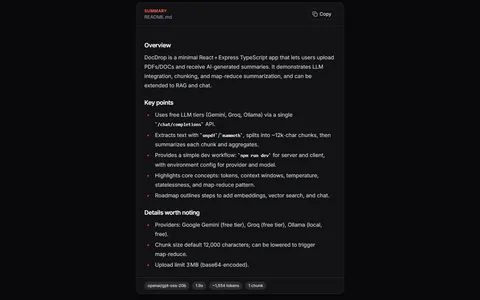 SUMMARY
README.md
Copy
Overview
DocDrop is a minimal React + Express TypeScript app that lets users upload
PDFs/DOCs and receive AI-generated summaries. It demonstrates LLM
integration, chunking, and map-reduce summarization, and can be
extended to RAG and chat.
Key points
• Uses free LLM tiers (Gemini, Groq, Ollama) via a single
"/chat/completions" API.
• Extracts text with "unpdf"/"mammoth", splits into ~12k-char chunks, then
summarizes each chunk and aggregates.
• Provides a simple dev workflow: "npm run dev" for server and client,
with environment config for provider and model.
• Highlights core concepts: tokens, context windows, temperature,
statelessness, and map-reduce pattern.
• Roadmap outlines steps to add embeddings, vector search, and chat.
Details worth noting
• Providers: Google Gemini (free tier), Groq (free tier), Ollama (local,
free).
• Chunk size default 12,000 characters; can be lowered to trigger
map-reduce.
• Upload limit 3 MB (base64-encoded).
openai/gpt-oss-20b 1.8s ~1,554 tokens 1 chunk